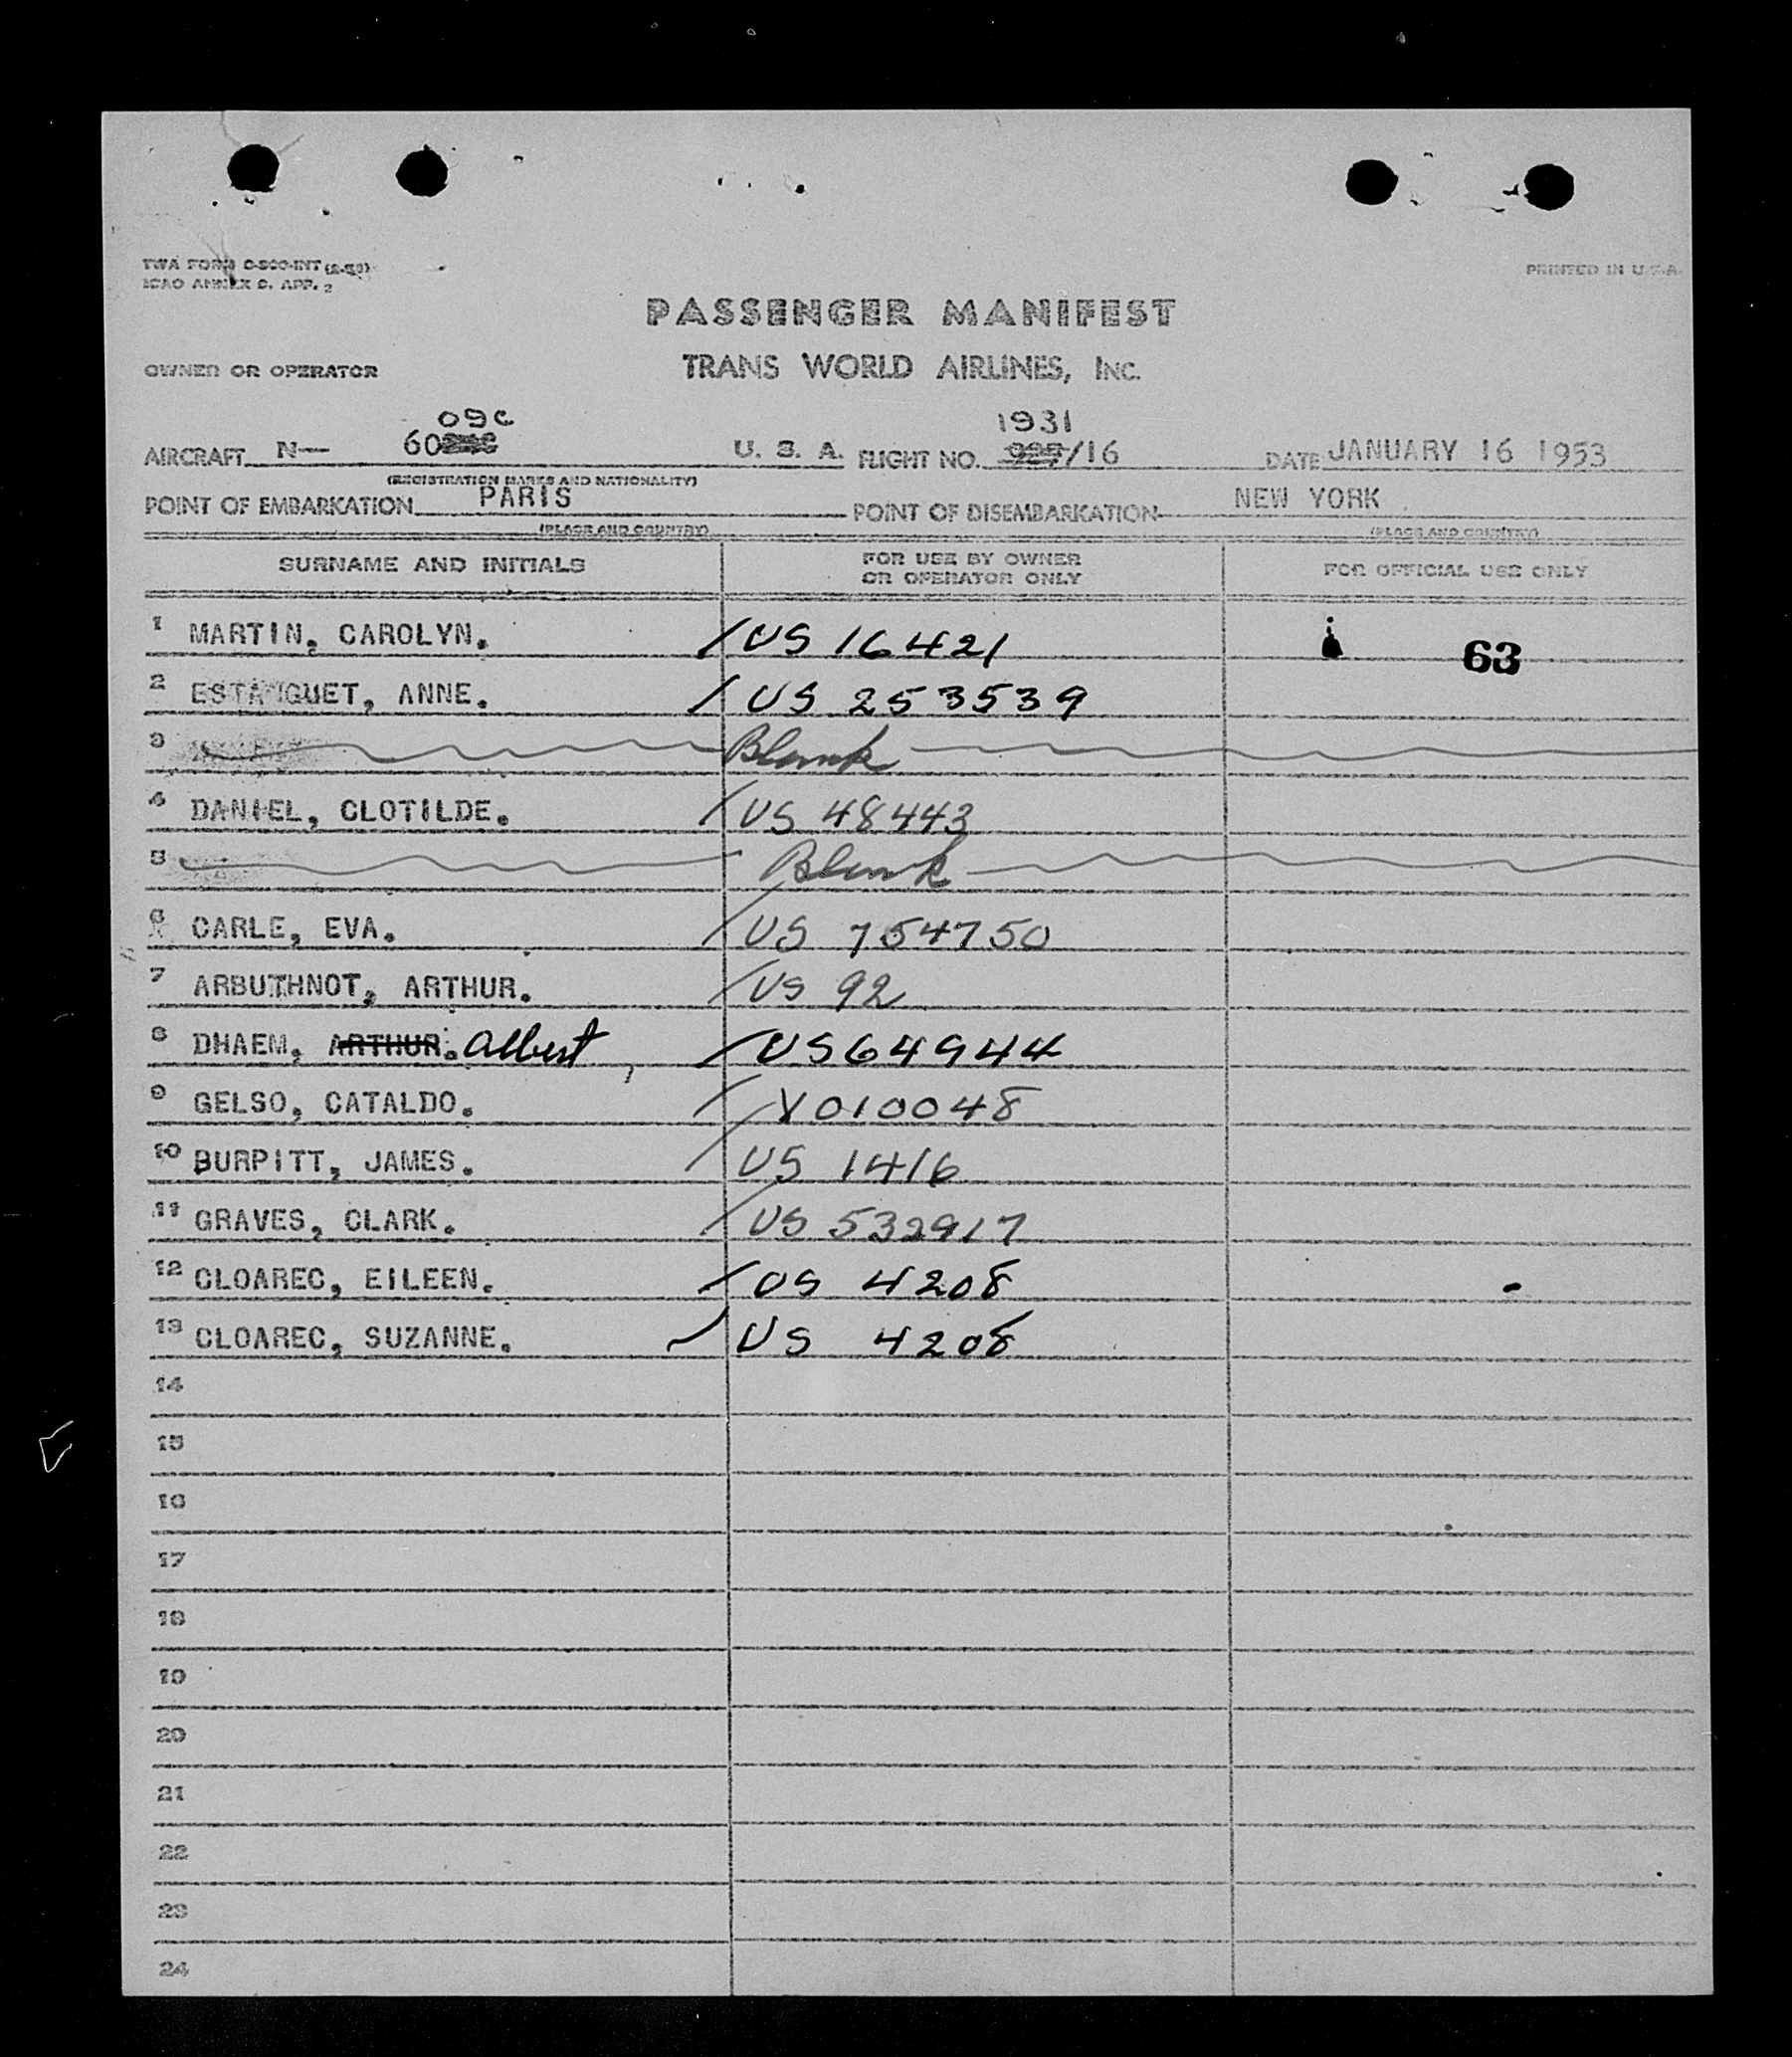 TWA FORM O-800-INT
ICAO ANNEX 9. APP. 2
PRINTED IN U.S.A.
PASSENGER MANIFEST
OWNER OR OPERATOR
TRANS WORLD AIRLINES, INC.
09C
1931
AIRCRAFT N— 60 U. S. A. FLIGHT NO. /16 DATE JANUARY 16 1953
(REGISTRATION MARKS AND NATIONALITY)
POINT OF EMBARKATION PARIS POINT OF DISEMBARKATION NEW YORK
(PLACE AND COUNTRY) (PLACE AND COUNTRY)
SURNAME AND INITIALS
FOR USE BY OWNER
OR OPERATOR ONLY
FOR OFFICIAL USE ONLY
1 MARTIN, CAROLYN. US 16421 63
2 ESTANGUET, ANNE. US 253539
3 Blank
4 DANIEL, CLOTILDE. US 48443
5 Blank
6 CARLE, EVA. US 754750
7 ARBUTHNOT, ARTHUR. US 92
8 DHAEM, ARTHUR. Albert US64944
9 GELSO, CATALDO. V010048
10 BURPITT, JAMES. US 1416
11 GRAVES, CLARK. US 532917
12 CLOAREC, EILEEN. US 4208
13 CLOAREC, SUZANNE. US 4208
14
15
16
17
18
19
20
21
22
23
24